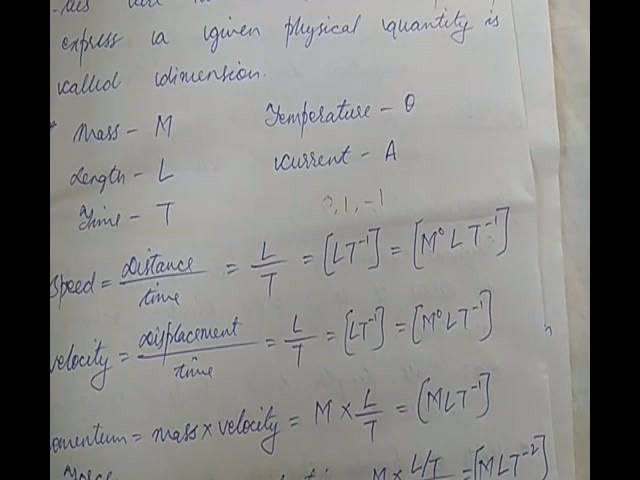 express a given physical quantity is
called dimension.
Mass - M
Temperature - θ
Length - L
Current - A
Time - T
0, 1, -1
Speed = distance/time = L/T = [LT⁻¹] = [M⁰LT⁻¹]
velocity = displacement/time = L/T = [LT⁻¹] = [M⁰LT⁻¹]
omentum = mass x velocity = M x L/T = [MLT⁻¹]
M x L/T = [MLT⁻²]